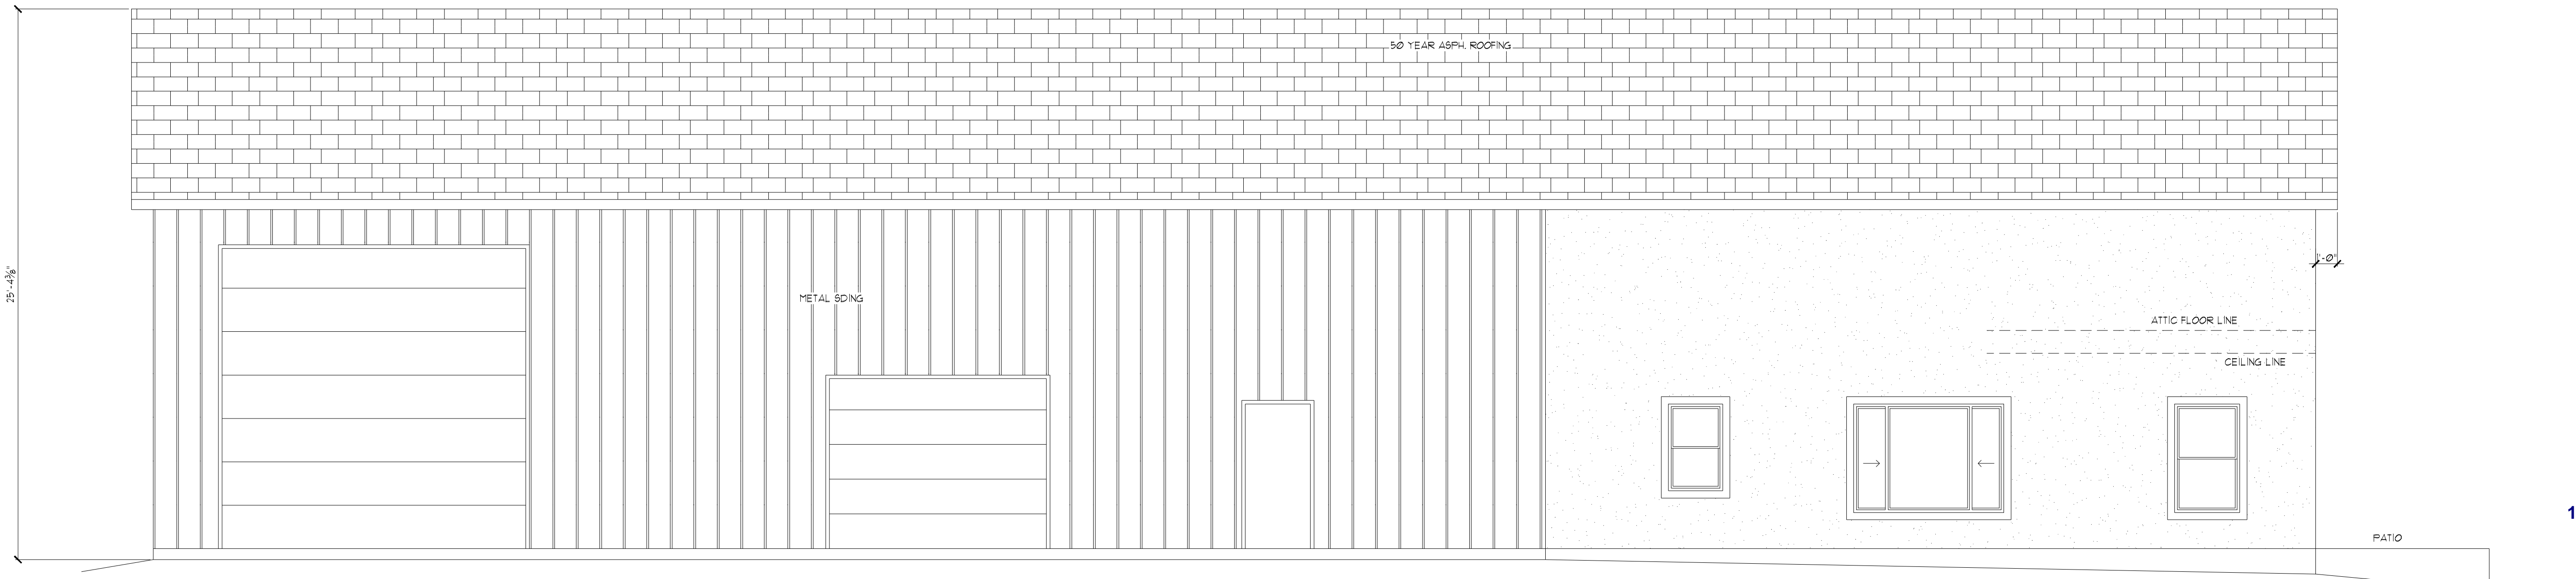 50 YEAR ASPH. ROOFING
25'-4 3/8"
1'-0"
METAL SDING
ATTIC FLOOR LINE
CEILING LINE
1
PATIO